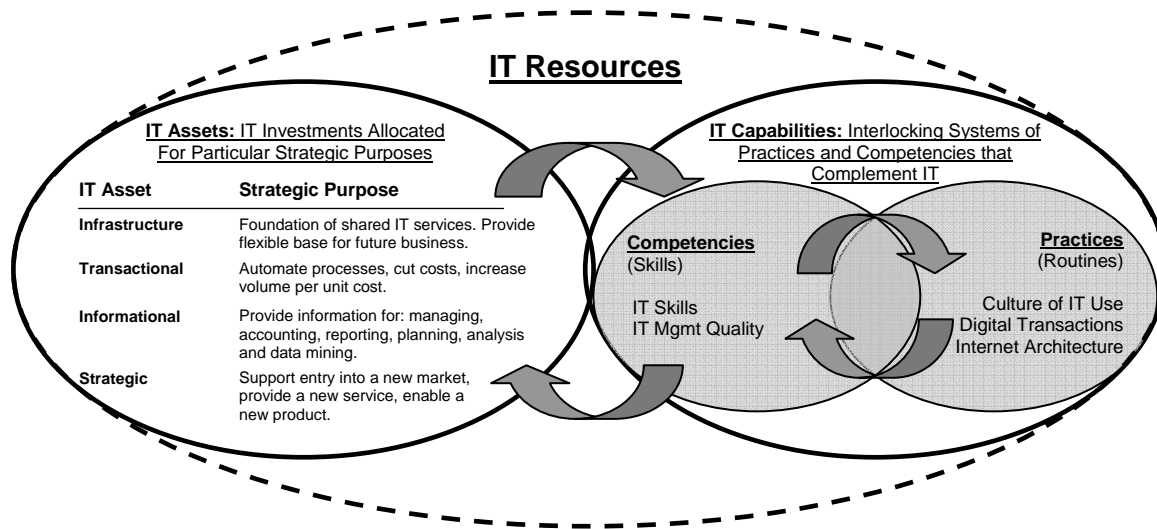 IT Resources
IT Assets: IT Investments Allocated
For Particular Strategic Purposes
IT Asset Strategic Purpose
Infrastructure Foundation of shared IT services. Provide
flexible base for future business.
Transactional Automate processes, cut costs, increase
volume per unit cost.
Informational Provide information for: managing,
accounting, reporting, planning, analysis
and data mining.
Strategic Support entry into a new market,
provide a new service, enable a
new product.
IT Capabilities: Interlocking Systems of
Practices and Competencies that
Complement IT
Competencies
(Skills)
IT Skills
IT Mgmt Quality
Practices
(Routines)
Culture of IT Use
Digital Transactions
Internet Architecture